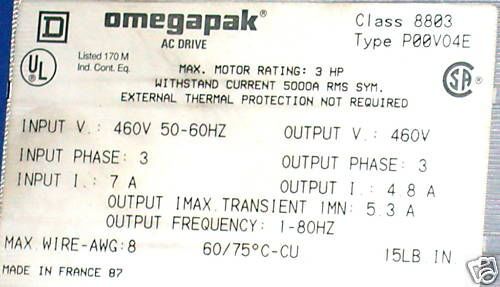 D
omegapak®
Class 8803
AC DRIVE
Type P00V04E
UL
Listed 170 M
Ind. Cont. Eq.
MAX. MOTOR RATING: 3 HP
WITHSTAND CURRENT 5000A RMS SYM.
EXTERNAL THERMAL PROTECTION NOT REQUIRED
SA
INPUT V.: 460V 50-60HZ
OUTPUT V.: 460V
INPUT PHASE: 3
OUTPUT PHASE: 3
INPUT I.: 7 A
OUTPUT I.: 4.8 A
OUTPUT IMAX. TRANSIENT IMN: 5.3 A
OUTPUT FREQUENCY: 1-80HZ
MAX. WIRE-AWG: 8
60/75°C-CU
15LB IN
MADE IN FRANCE 87